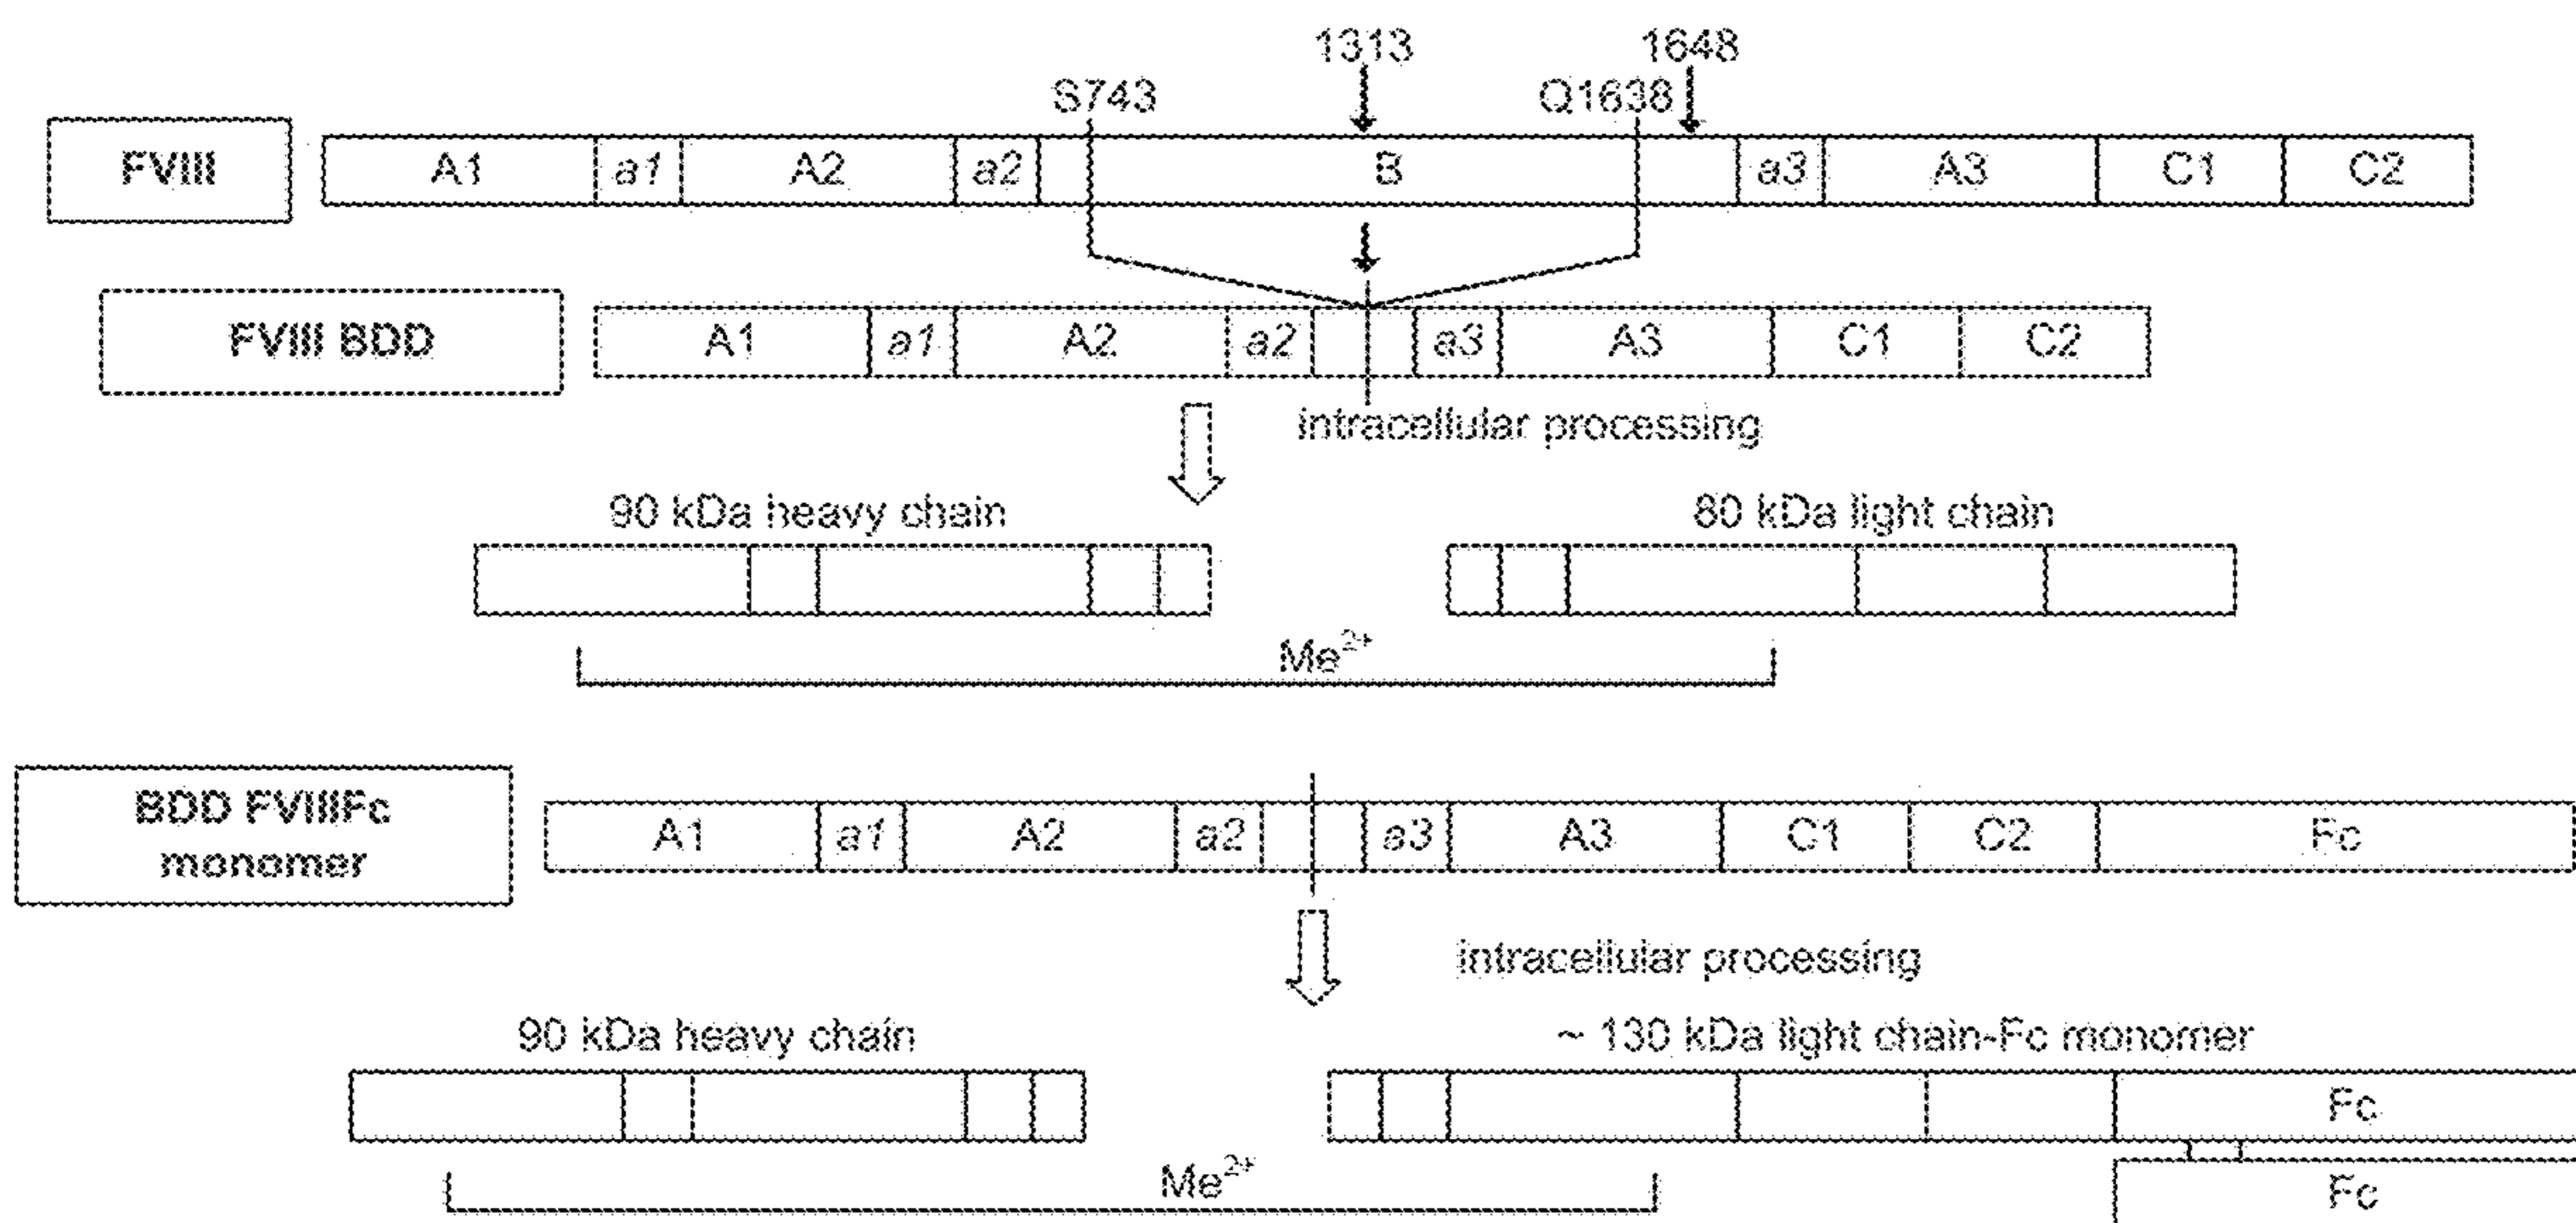 1313
1648
S743
Q1638
FVIII
A1 a1 A2 a2 B a3 A3 C1 C2
FVIII BDD
A1 a1 A2 a2 a3 A3 C1 C2
intracellular processing
90 kDa heavy chain
80 kDa light chain
Me2+
BDD FVIIIFc
monomer
A1 a1 A2 a2 a3 A3 C1 C2 Fc
intracellular processing
90 kDa heavy chain
~ 130 kDa light chain-Fc monomer
Fc
Me2+
Fc